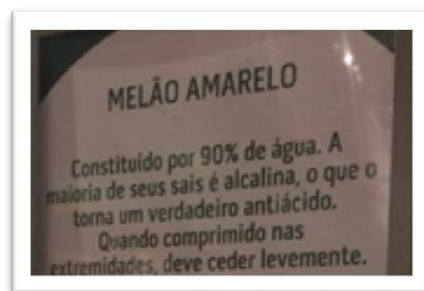 MELÃO AMARELO
Constituído por 90% de água. A
maioria de seus sais é alcalina, o que o
torna um verdadeiro antiácido.
Quando comprimido nas
extremidades, deve ceder levemente.